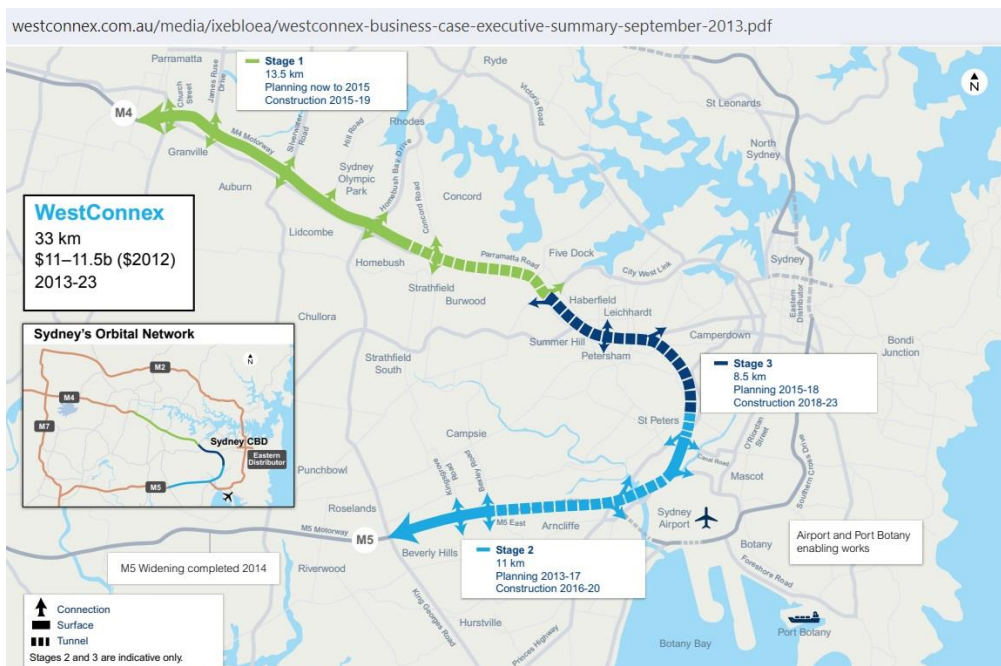 westconnex.com.au/media/ixebloea/westconnex-business-case-executive-summary-september-2013.pdf
Parramatta
Church
Street
James Ruse
Drive
Stage 1
13.5 km
Planning now to 2015
Construction 2015-19
Ryde
Victoria Road
St Leonards
N
M4
M4 Motorway
Silverwater
Road
Hill Road
Rhodes
Granville
North
Sydney
Auburn
Sydney
Olympic
Park
Homebush Bay Drive
Concord Road
Concord
WestConnex
33 km
$11–11.5b ($2012)
2013-23
Lidcombe
Homebush
Parramatta Road
Five Dock
City West Link
Sydney
Strathfield
Burwood
Haberfield
Leichhardt
Eastern
Distributor
Chullora
Summer Hill
Petersham
Camperdown
Bondi
Junction
Strathfield
South
Sydney's Orbital Network
N
M2
M4
M7
Sydney CBD
Eastern
Distributor
M5
Stage 3
8.5 km
Planning 2015-18
Construction 2018-23
St Peters
O'Riordan
Street
Campsie
Canal Road
Mascot
Southern Cross Drive
Punchbowl
Kingsgrove
Road
Bexley Road
Roselands
M5 East
Arncliffe
Sydney
Airport
M5 Motorway
M5
Beverly Hills
Stage 2
11 km
Planning 2013-17
Construction 2016-20
Botany
Airport and Port Botany
enabling works
M5 Widening completed 2014
Riverwood
Foreshore Road
King Georges Road
Hurstville
Princes Highway
Botany Bay
Port Botany
Connection
Surface
Tunnel
Stages 2 and 3 are indicative only.